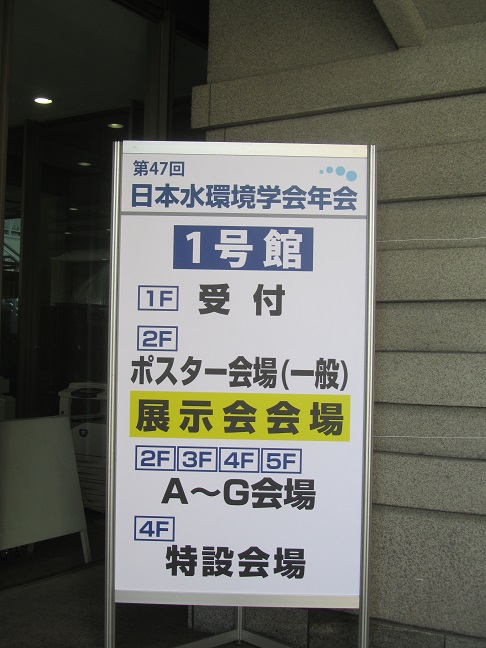 第47回
日本水環境学会年会
1号館
1F 受付
2F
ポスター会場(一般)
展示会会場
2F 3F 4F 5F
A～G会場
4F
特設会場